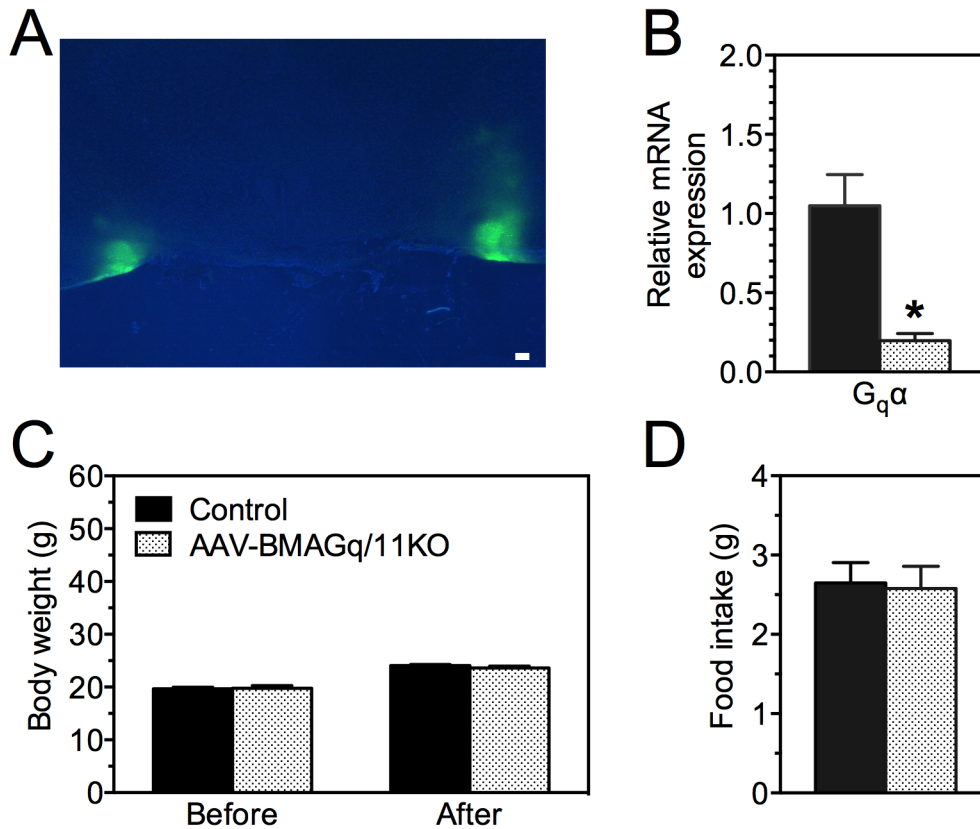 A
B
Relative mRNA
expression
2.0
1.5
1.0
0.5
0.0
*
G_qα
C
Body weight (g)
60
50
40
30
20
10
0
Control
AAV-BMAGq/11KO
Before
After
D
Food intake (g)
4
3
2
1
0